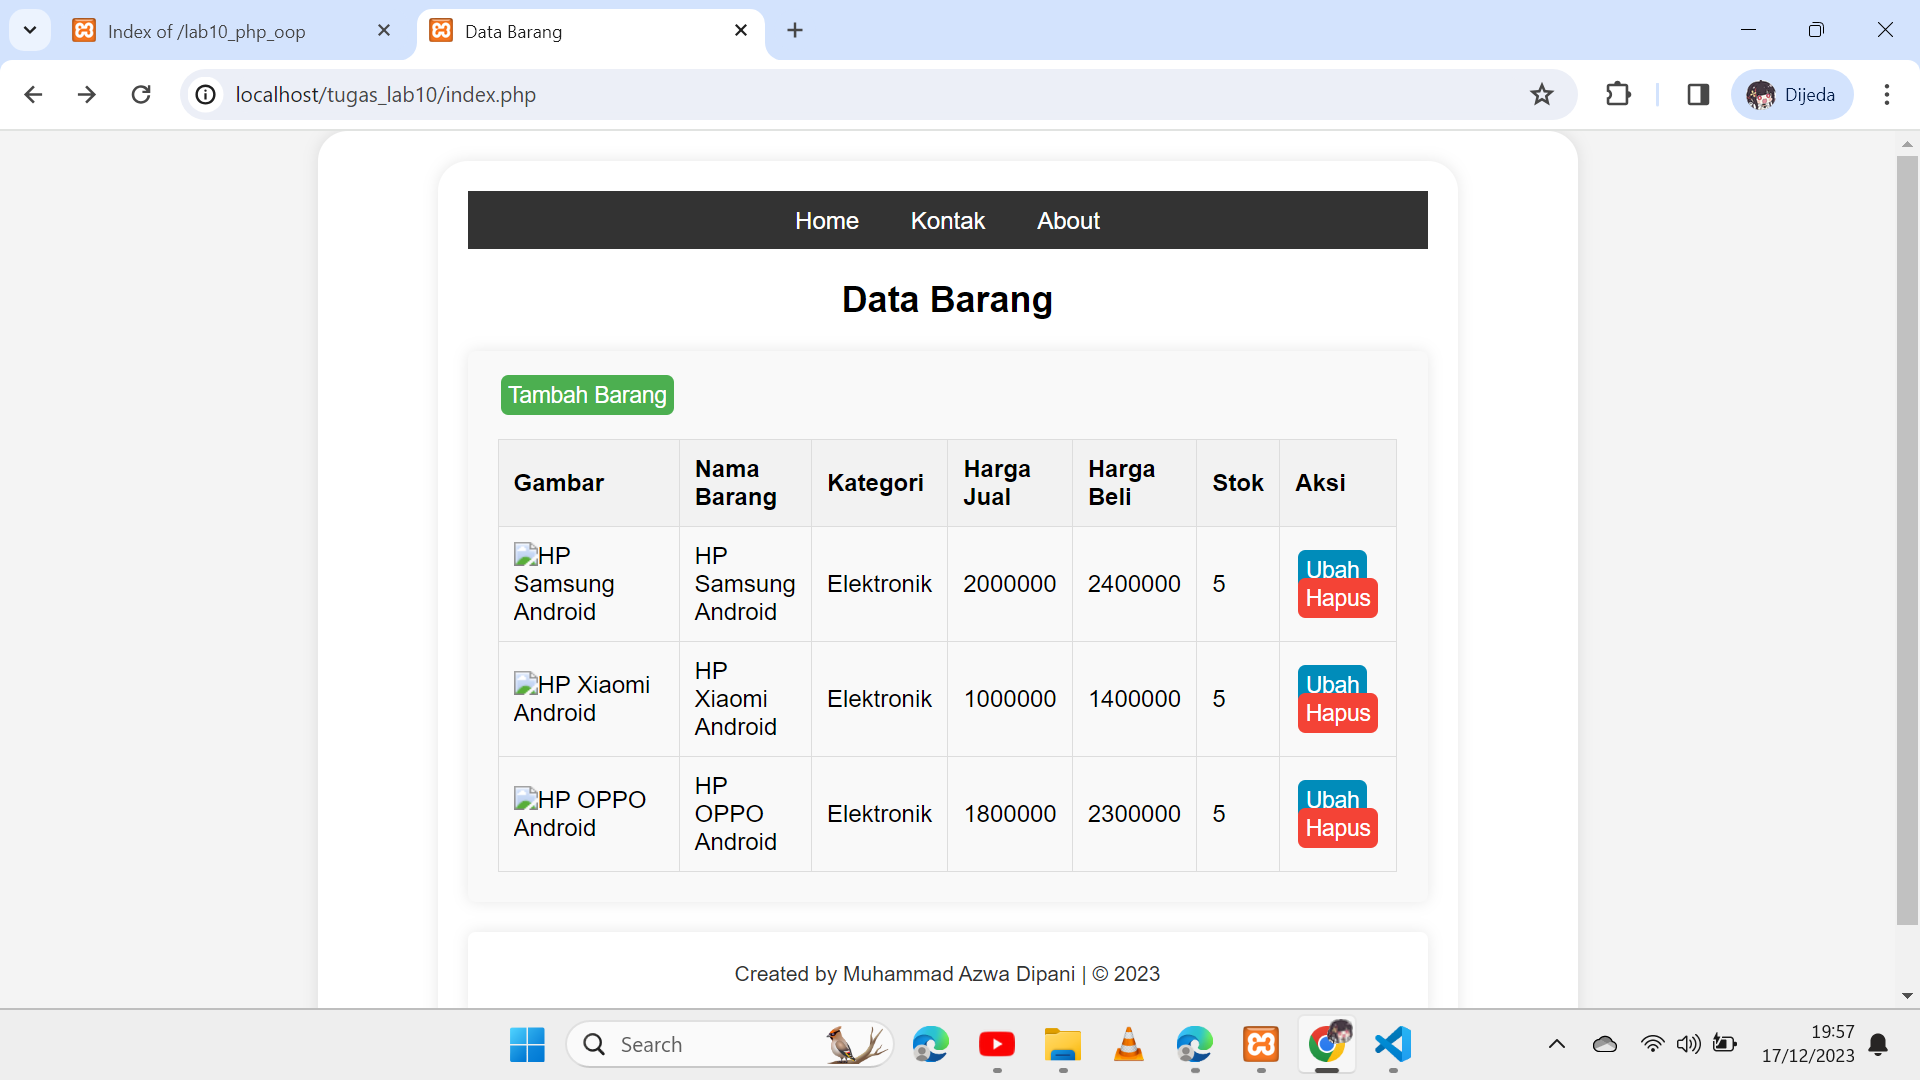 Index of /lab10_php_oop
Data Barang
localhost/tugas_lab10/index.php
Dijeda
Home Kontak About
Data Barang
Tambah Barang
Gambar Nama Barang Kategori Harga Jual Harga Beli Stok Aksi
HP Samsung Android HP Samsung Android Elektronik 2000000 2400000 5 Ubah Hapus
HP Xiaomi Android HP Xiaomi Android Elektronik 1000000 1400000 5 Ubah Hapus
HP OPPO Android HP OPPO Android Elektronik 1800000 2300000 5 Ubah Hapus
Created by Muhammad Azwa Dipani | © 2023
Search
19:57
17/12/2023